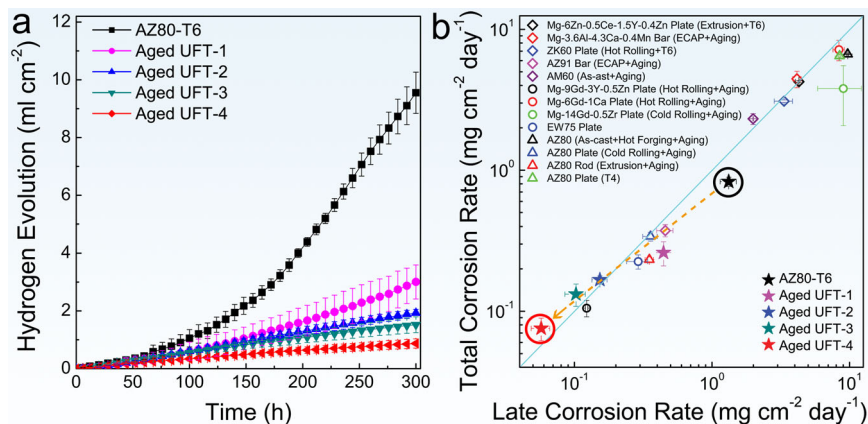 a
Hydrogen Evolution (ml cm⁻²)
12
10
8
6
4
2
0
AZ80-T6
Aged UFT-1
Aged UFT-2
Aged UFT-3
Aged UFT-4
0 50 100 150 200 250 300
Time (h)
b
Total Corrosion Rate (mg cm⁻² day⁻¹)
10¹
10⁰
10⁻¹
Mg-6Zn-0.5Ce-1.5Y-0.4Zn Plate (Extrusion+T6)
Mg-3.6Al-4.3Ca-0.4Mn Bar (ECAP+Aging)
ZK60 Plate (Hot Rolling+T6)
AZ91 Bar (ECAP+Aging)
AM60 (As-ast+Aging)
Mg-9Gd-3Y-0.5Zn Plate (Hot Rolling+Aging)
Mg-6Gd-1Ca Plate (Hot Rolling+Aging)
Mg-14Gd-0.5Zr Plate (Cold Rolling+Aging)
EW75 Plate
AZ80 (As-cast+Hot Forging+Aging)
AZ80 Plate (Cold Rolling+Aging)
AZ80 Rod (Extrusion+Aging)
AZ80 Plate (T4)
AZ80-T6
Aged UFT-1
Aged UFT-2
Aged UFT-3
Aged UFT-4
10⁻¹ 10⁰ 10¹
Late Corrosion Rate (mg cm⁻² day⁻¹)